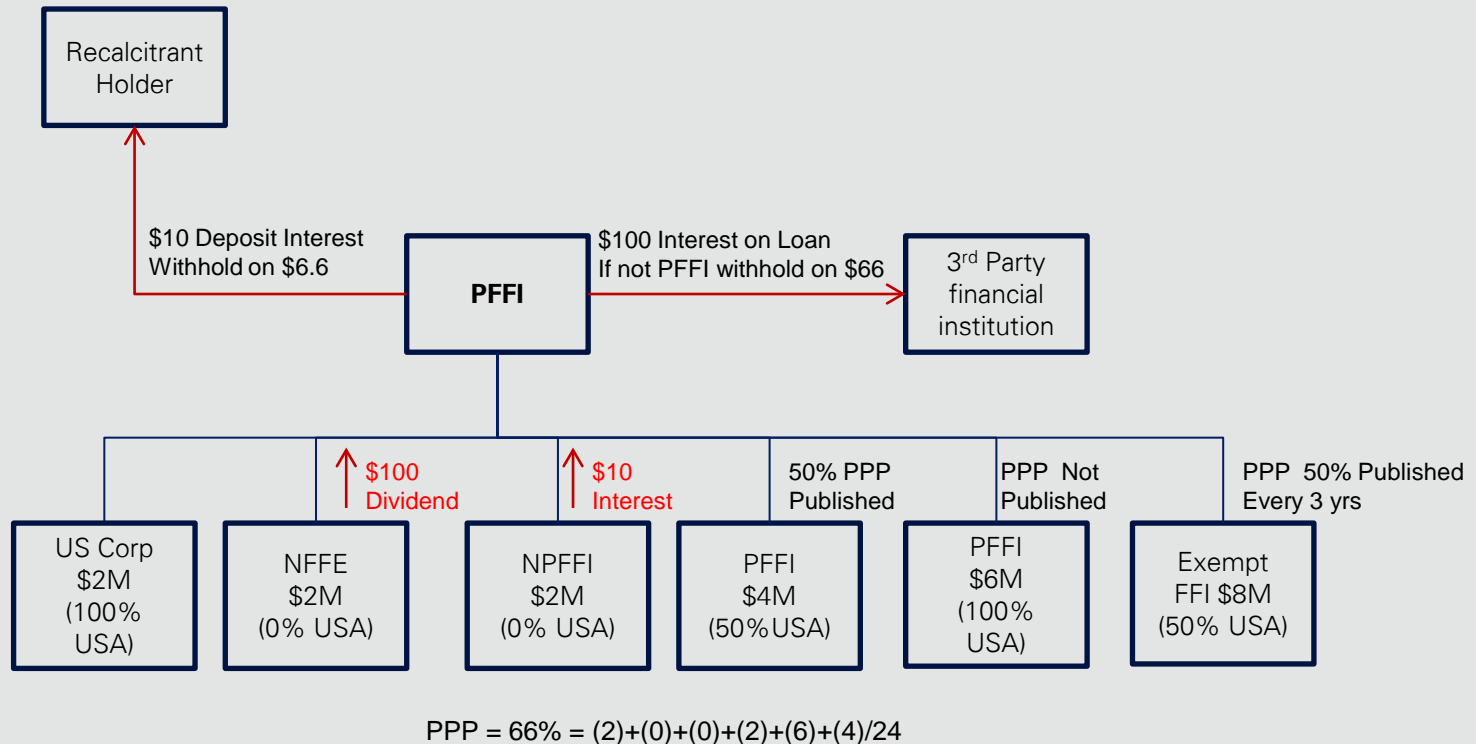 Recalcitrant
Holder
$10 Deposit Interest
Withhold on $6.6
PFFI
$100 Interest on Loan
If not PFFI withhold on $66
3rd Party
financial
institution
$100
Dividend
$10
Interest
50% PPP
Published
PPP Not
Published
PPP 50% Published
Every 3 yrs
US Corp
$2M
(100%
USA)
NFFE
$2M
(0% USA)
NPFFI
$2M
(0% USA)
PFFI
$4M
(50%USA)
PFFI
$6M
(100%
USA)
Exempt
FFI $8M
(50% USA)
PPP = 66% = (2)+(0)+(0)+(2)+(6)+(4)/24